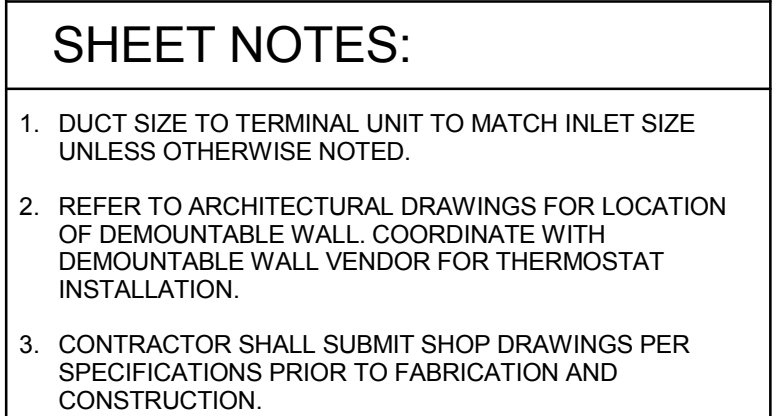 SHEET NOTES:
1. DUCT SIZE TO TERMINAL UNIT TO MATCH INLET SIZE
UNLESS OTHERWISE NOTED.
2. REFER TO ARCHITECTURAL DRAWINGS FOR LOCATION
OF DEMOUNTABLE WALL. COORDINATE WITH
DEMOUNTABLE WALL VENDOR FOR THERMOSTAT
INSTALLATION.
3. CONTRACTOR SHALL SUBMIT SHOP DRAWINGS PER
SPECIFICATIONS PRIOR TO FABRICATION AND
CONSTRUCTION.